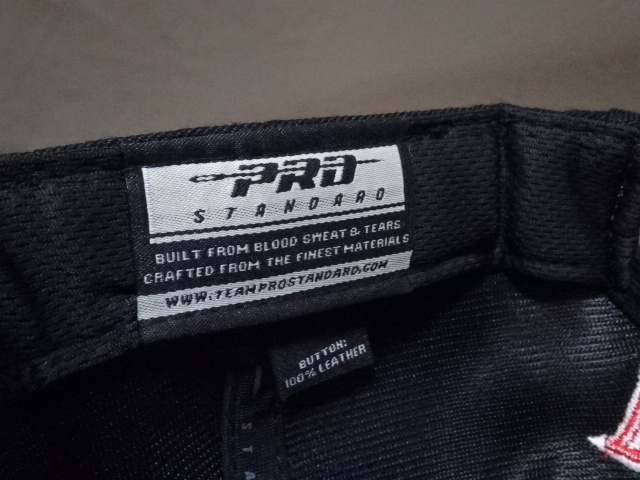 PRO
STANDARD
BUILT FROM BLOOD SWEAT & TEARS
CRAFTED FROM THE FINEST MATERIALS
WWW.TEAMPROSTANDARD.COM
BUTTON:
100% LEATHER
S T A